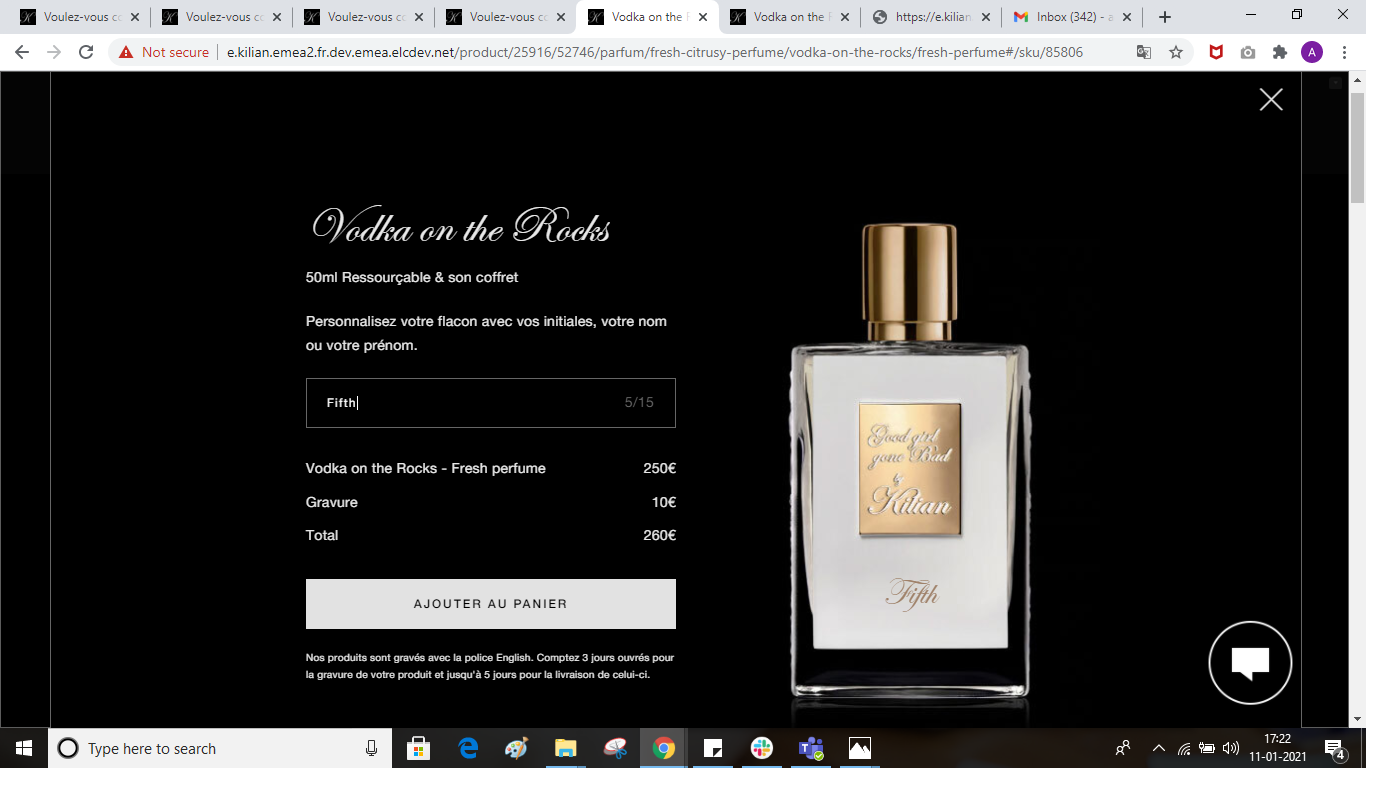 Voulez-vous co
Voulez-vous co
Voulez-vous co
Voulez-vous co
Vodka on the R
Vodka on the R
https://e.kilian.
Inbox (342) - a
Not secure
e.kilian.emea2.fr.dev.emea.elcdev.net/product/25916/52746/parfum/fresh-citrusy-perfume/vodka-on-the-rocks/fresh-perfume#/sku/85806
A
Vodka on the Rocks
50ml Ressourçable & son coffret
Personnalisez votre flacon avec vos initiales, votre nom
ou votre prénom.
Fifth 5/15
Vodka on the Rocks - Fresh perfume 250€
Gravure 10€
Total 260€
AJOUTER AU PANIER
Nos produits sont gravés avec la police English. Comptez 3 jours ouvrés pour
la gravure de votre produit et jusqu'à 5 jours pour la livraison de celui-ci.
Good girl
gone Bad
by
Kilian
Fifth
Type here to search
17:22
11-01-2021
4